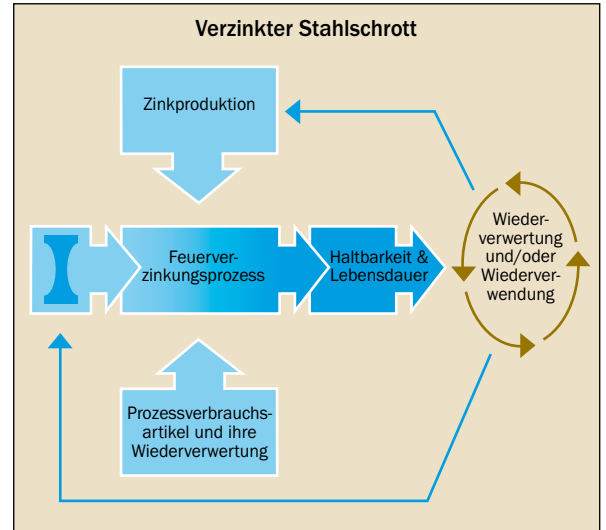 Verzinkter Stahlschrott
Zinkproduktion
Feuerver-
zinkungsprozess
Haltbarkeit &
Lebensdauer
Wieder-
verwertung
und/oder
Wiederver-
wendung
Prozessverbrauchs-
artikel und ihre
Wiederverwertung